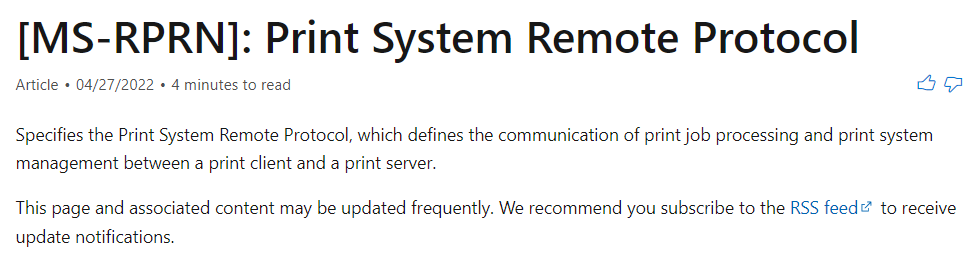 [MS-RPRN]: Print System Remote Protocol
Article • 04/27/2022 • 4 minutes to read
Specifies the Print System Remote Protocol, which defines the communication of print job processing and print system
management between a print client and a print server.
This page and associated content may be updated frequently. We recommend you subscribe to the RSS feed to receive
update notifications.